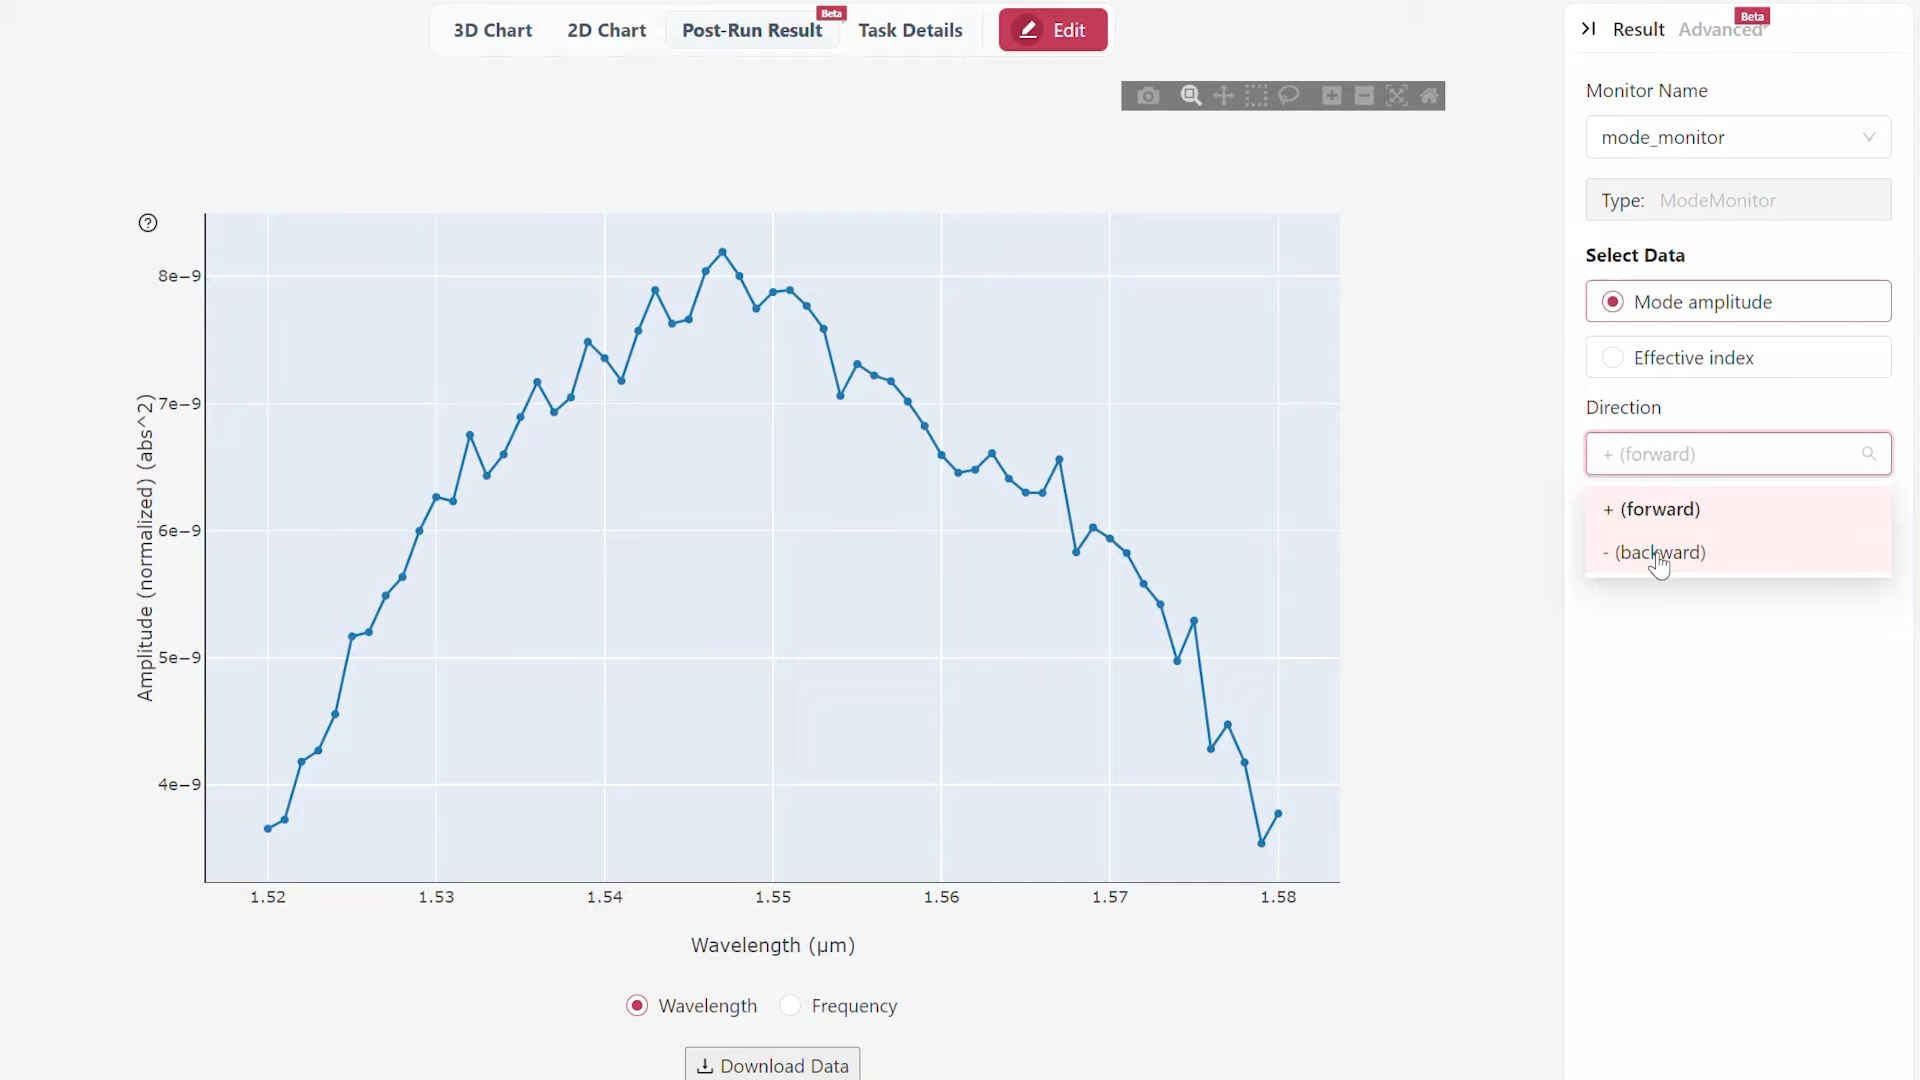 3D Chart
2D Chart
Post-Run Result
Beta
Task Details
Edit
Result
Advanced
Beta
Monitor Name
mode_monitor
Type: ModeMonitor
Select Data
Mode amplitude
Effective index
Direction
+ (forward)
+ (forward)
- (backward)
?
Amplitude (normalized) (abs^2)
8e−9
7e−9
6e−9
5e−9
4e−9
1.52
1.53
1.54
1.55
1.56
1.57
1.58
Wavelength (μm)
Wavelength
Frequency
Download Data